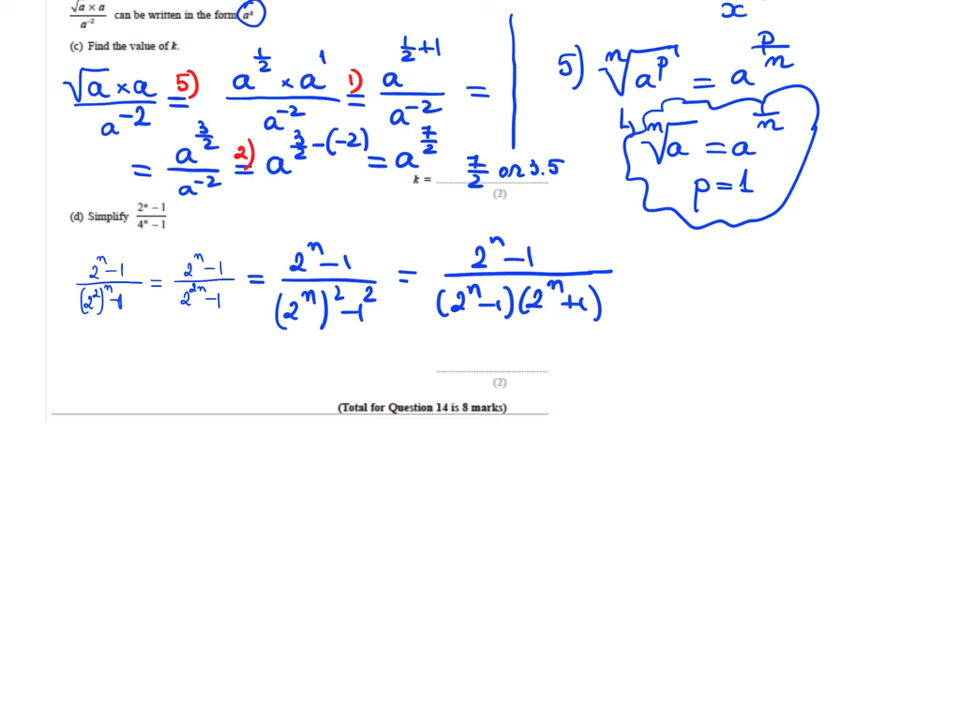 √a × a / a⁻² can be written in the form aᵏ
x
(c) Find the value of k.
√a × a / a⁻² =5) a^(1/2) × a¹ / a⁻² =1) a^(1/2+1) / a⁻² =
5) ⁿ√aᵖ = a^(p/n)
= a^(3/2) / a⁻² =2) a^(3/2-(-2)) = a^(7/2)
↳ ⁿ√a = a^(1/n)
p = 1
k = 7/2 or 3.5
(2)
(d) Simplify 2ⁿ − 1 / 4ⁿ − 1
2ⁿ-1 / (2²)ⁿ-1 = 2ⁿ-1 / 2²ⁿ-1 = 2ⁿ-1 / (2ⁿ)²-1² = 2ⁿ-1 / (2ⁿ-1)(2ⁿ+1)
(2)
(Total for Question 14 is 8 marks)